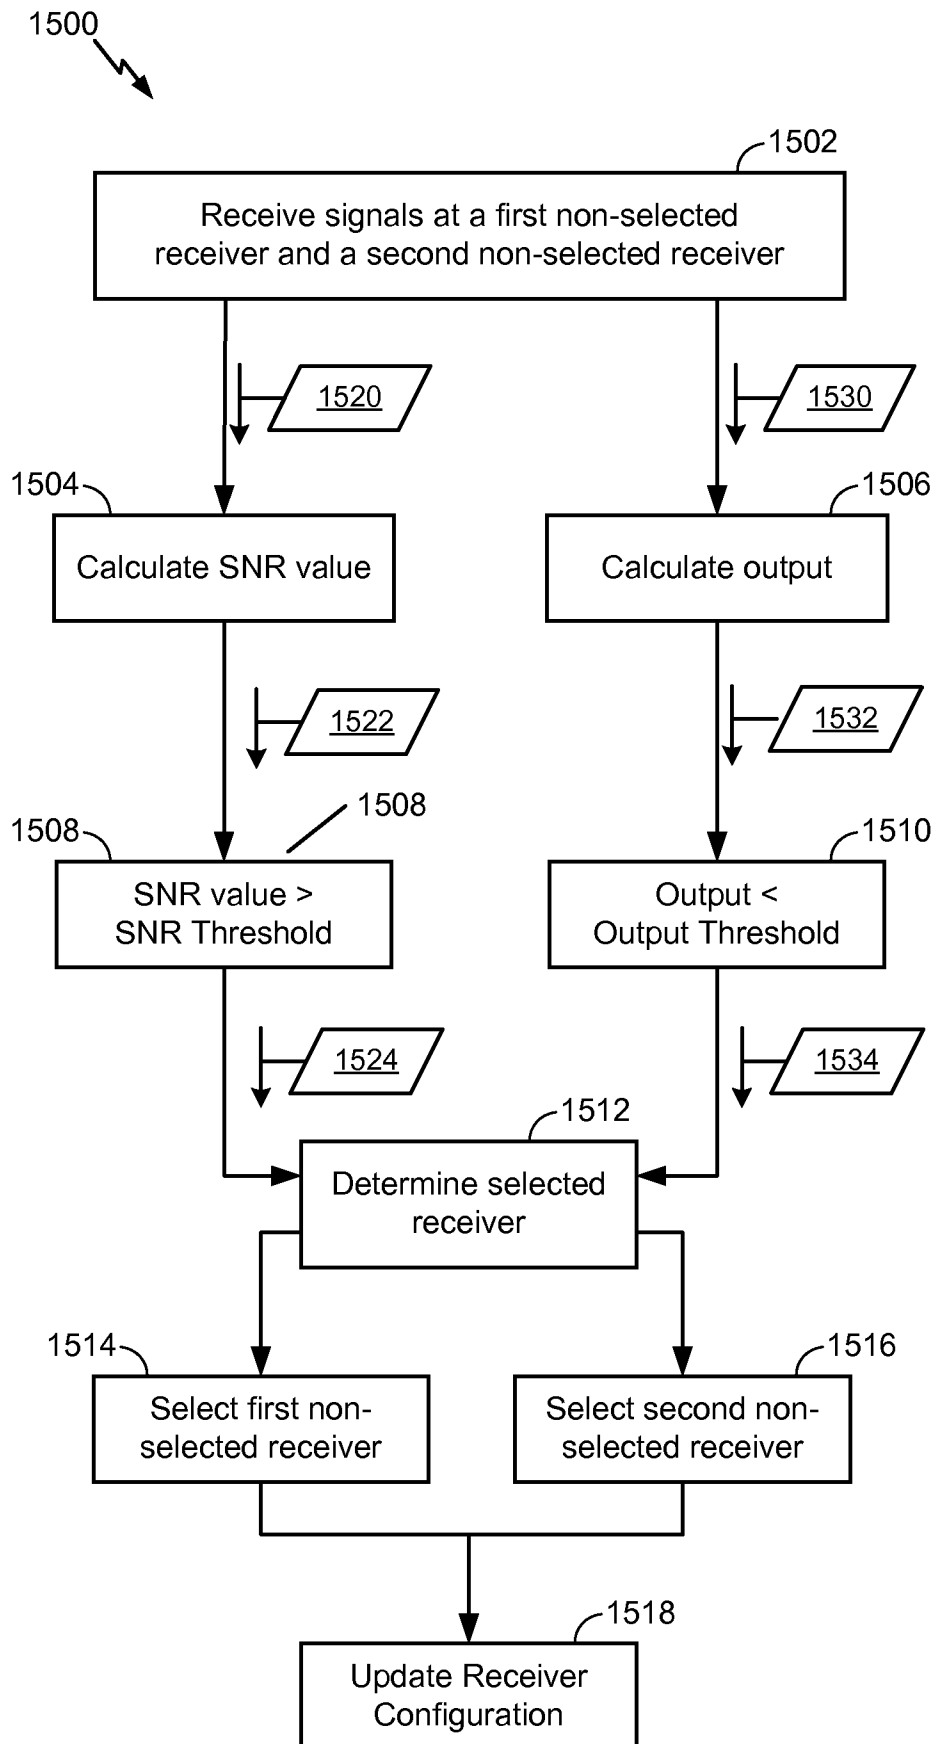 1500
1502
Receive signals at a first non-selected
receiver and a second non-selected receiver
1520
1530
1504
1506
Calculate SNR value
Calculate output
1522
1532
1508
1508
1510
SNR value >
SNR Threshold
Output <
Output Threshold
1524
1534
1512
Determine selected
receiver
1514
1516
Select first non-
selected receiver
Select second non-
selected receiver
1518
Update Receiver
Configuration